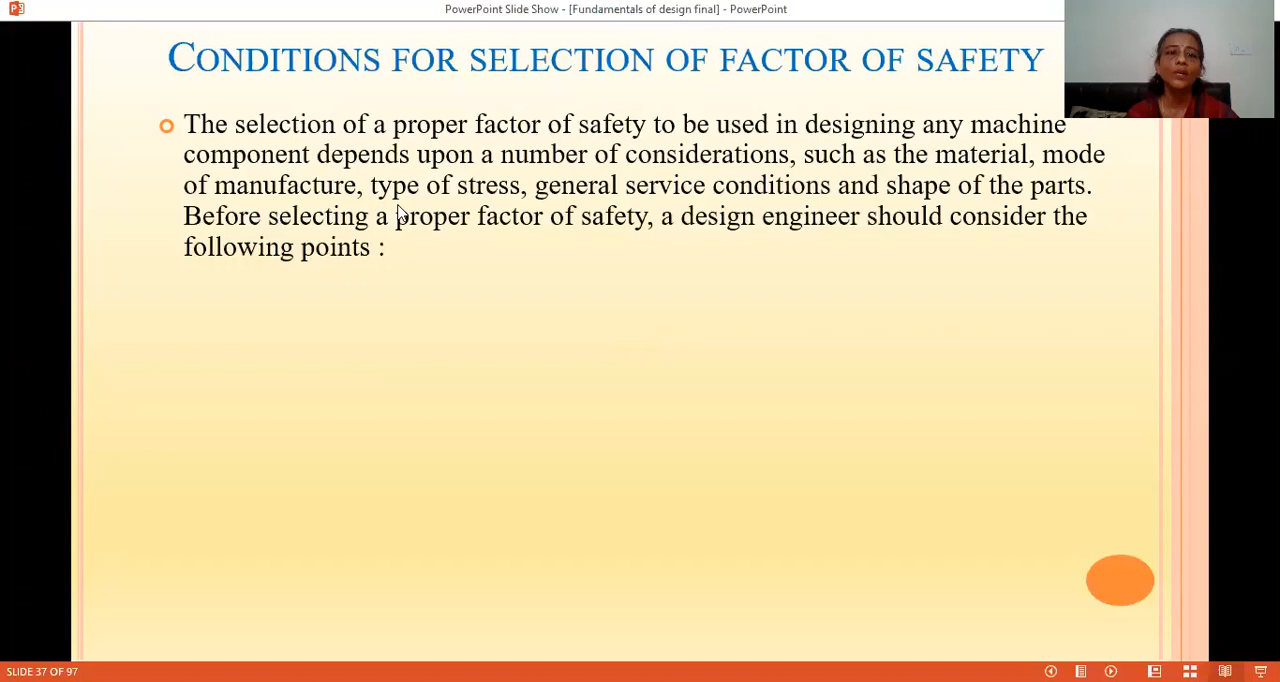 PowerPoint Slide Show - [Fundamentals of design final] - PowerPoint
CONDITIONS FOR SELECTION OF FACTOR OF SAFETY
The selection of a proper factor of safety to be used in designing any machine
component depends upon a number of considerations, such as the material, mode
of manufacture, type of stress, general service conditions and shape of the parts.
Before selecting a proper factor of safety, a design engineer should consider the
following points :
SLIDE 37 OF 97